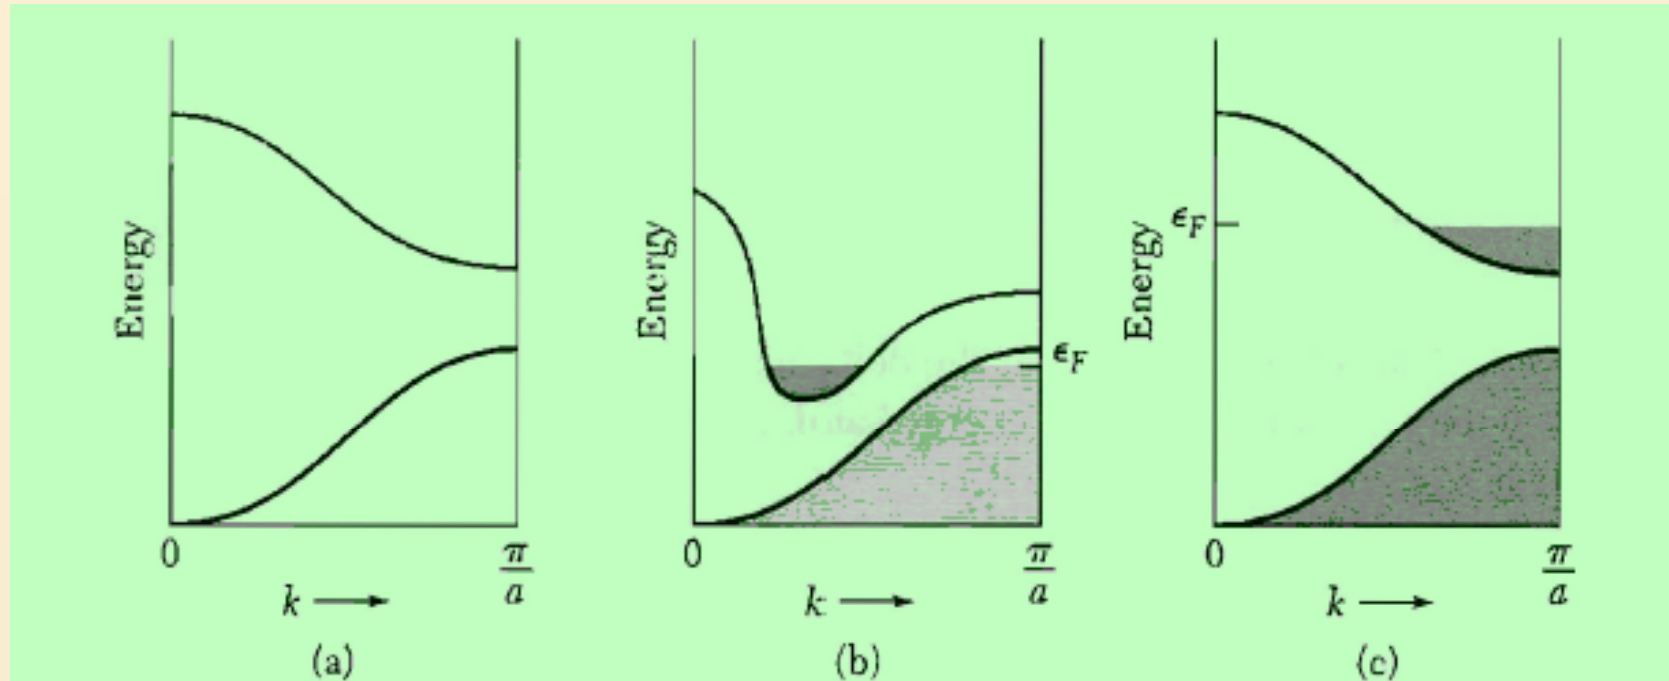 Energy
0
π/a
k →
(a)
Energy
ϵF
0
π/a
k →
(b)
Energy
ϵF
0
π/a
k →
(c)